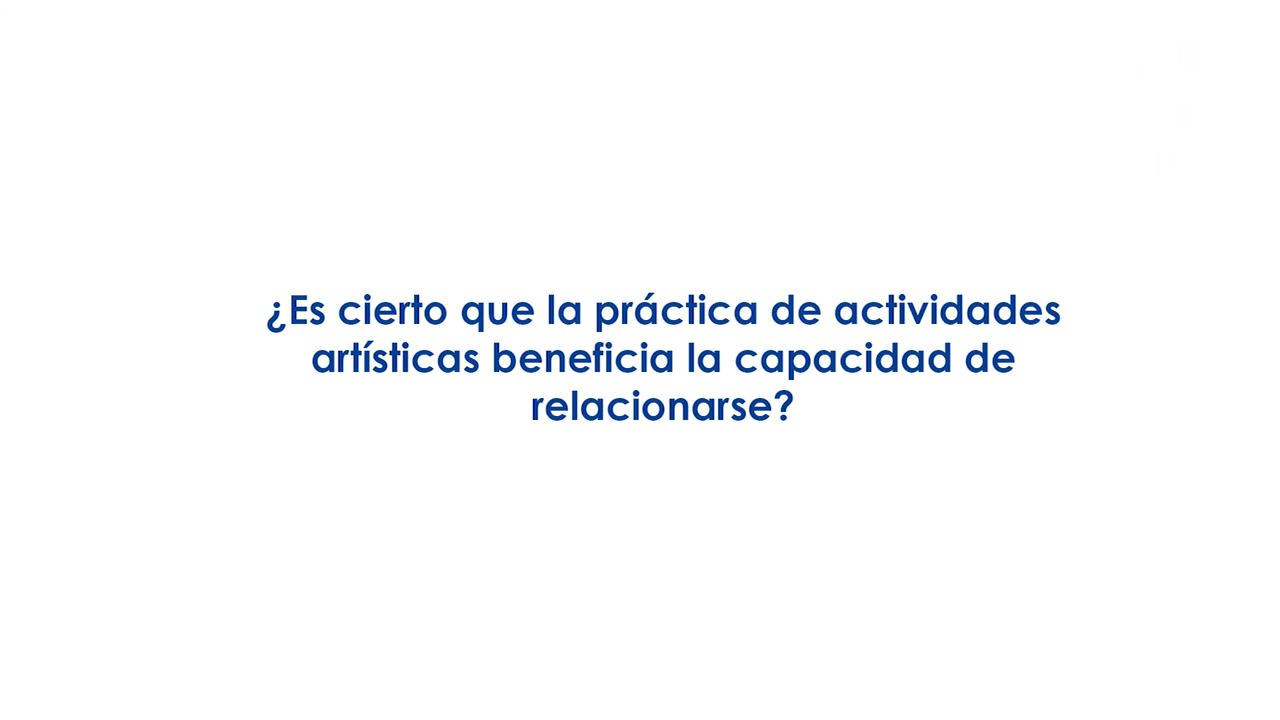 ¿Es cierto que la práctica de actividades
artísticas beneficia la capacidad de
relacionarse?